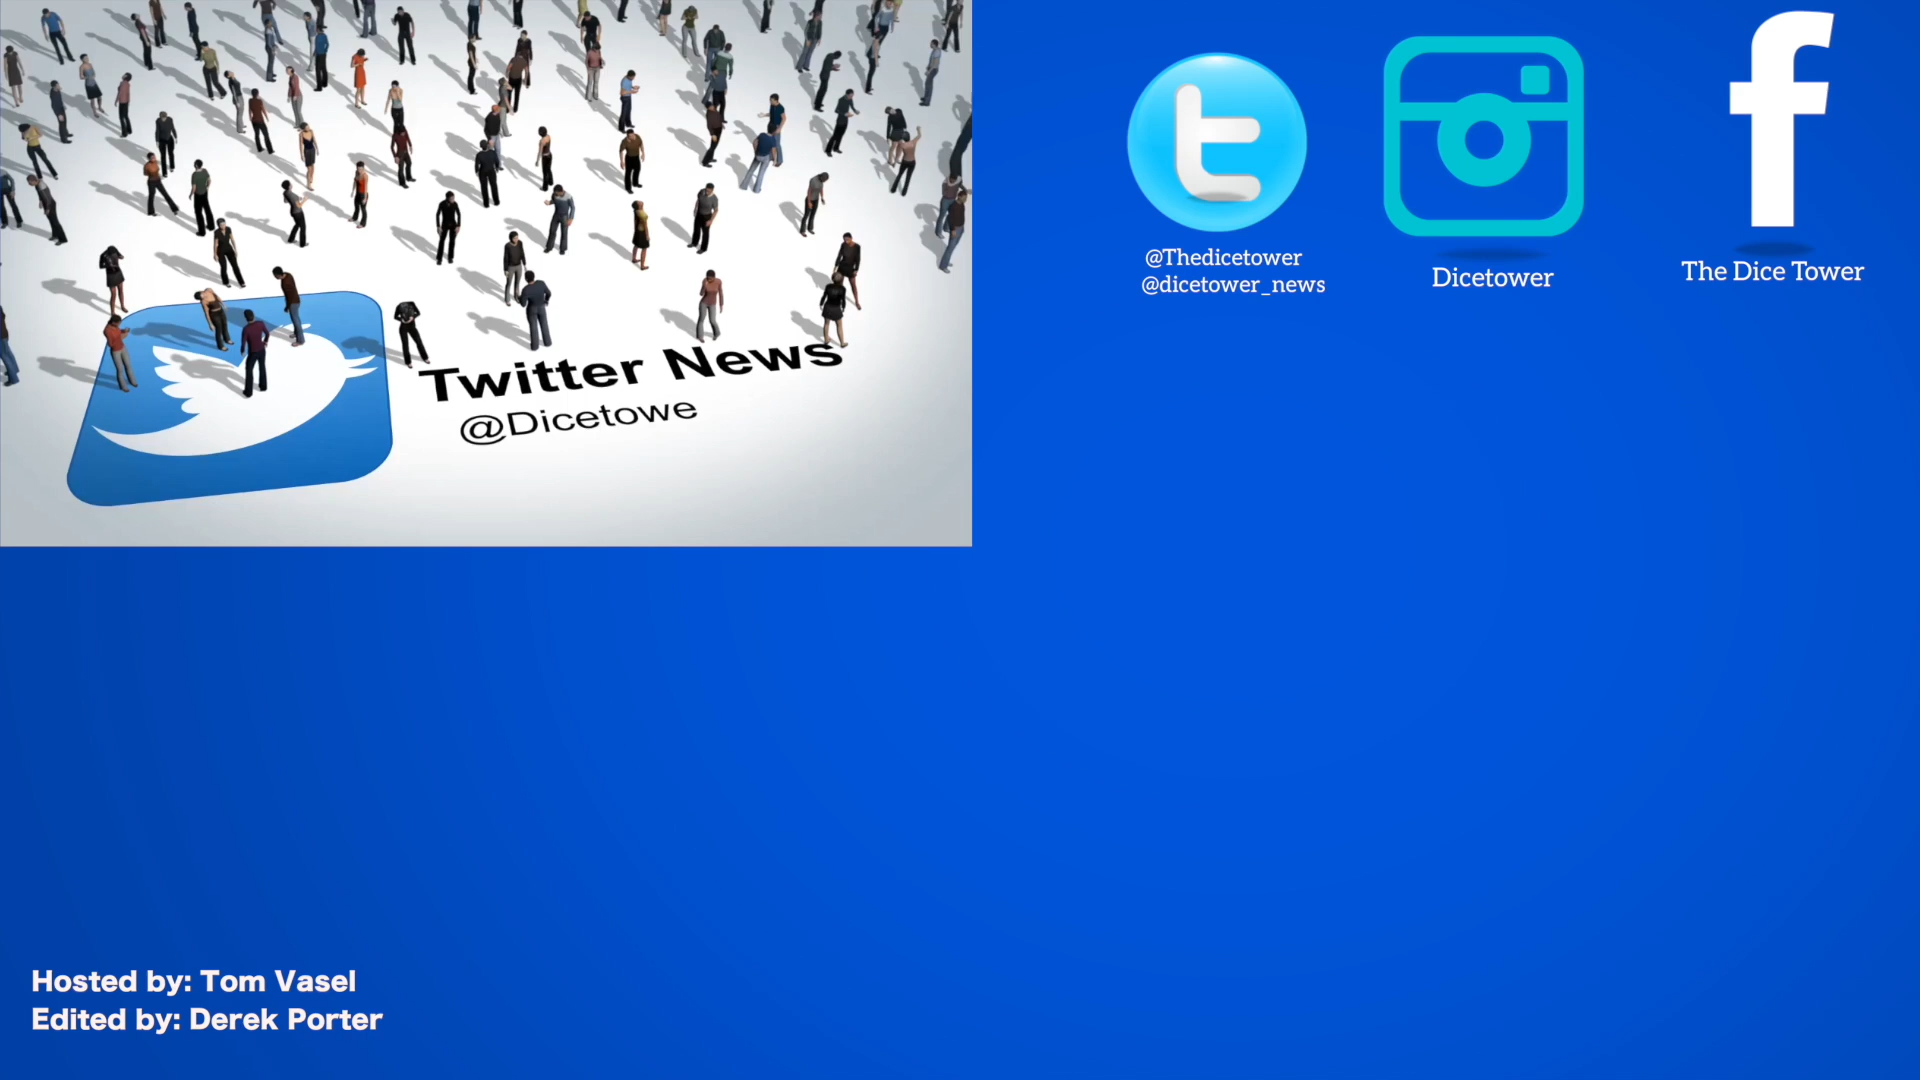 Twitter News
@Dicetowe
@Thedicetower
@dicetower_news
Dicetower
The Dice Tower
Hosted by: Tom Vasel
Edited by: Derek Porter